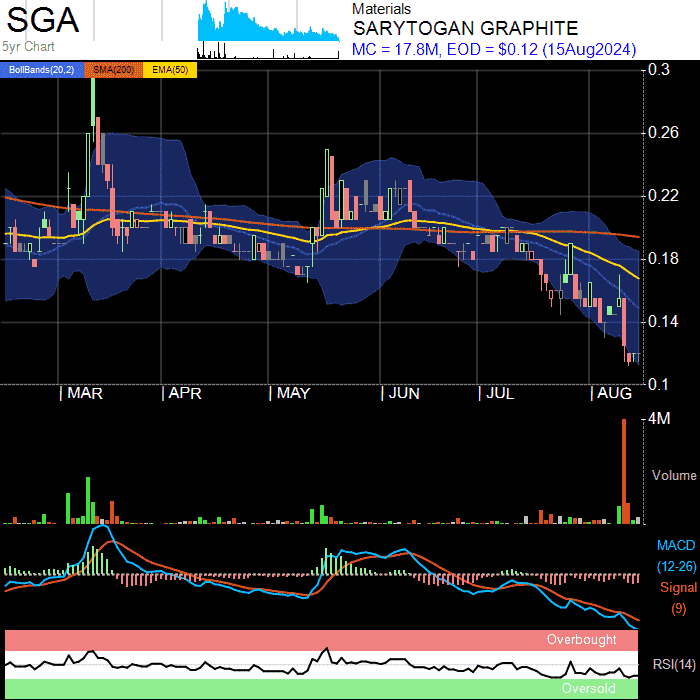 SGA
5yr Chart
Materials
SARYTOGAN GRAPHITE
MC = 17.8M, EOD = $0.12 (15Aug2024)
BollBands(20,2) SMA(200) EMA(50)
0.3
0.26
0.22
0.18
0.14
0.1
MAR APR MAY JUN JUL AUG
4M
Volume
MACD
(12-26)
Signal
(9)
Overbought
RSI(14)
Oversold